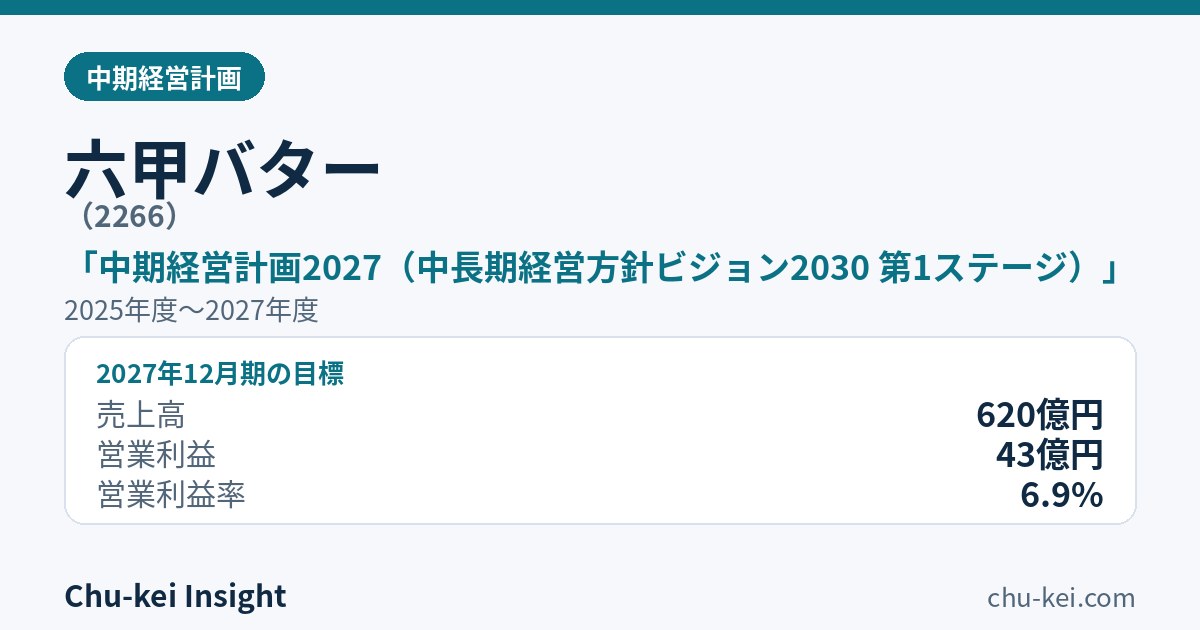 中期経営計画
六甲バター
（2266）
「中期経営計画2027（中長期経営方針ビジョン2030 第1ステージ）」
2025年度～2027年度
2027年12月期の目標
売上高 620億円
営業利益 43億円
営業利益率 6.9%
Chu-kei Insight chu-kei.com